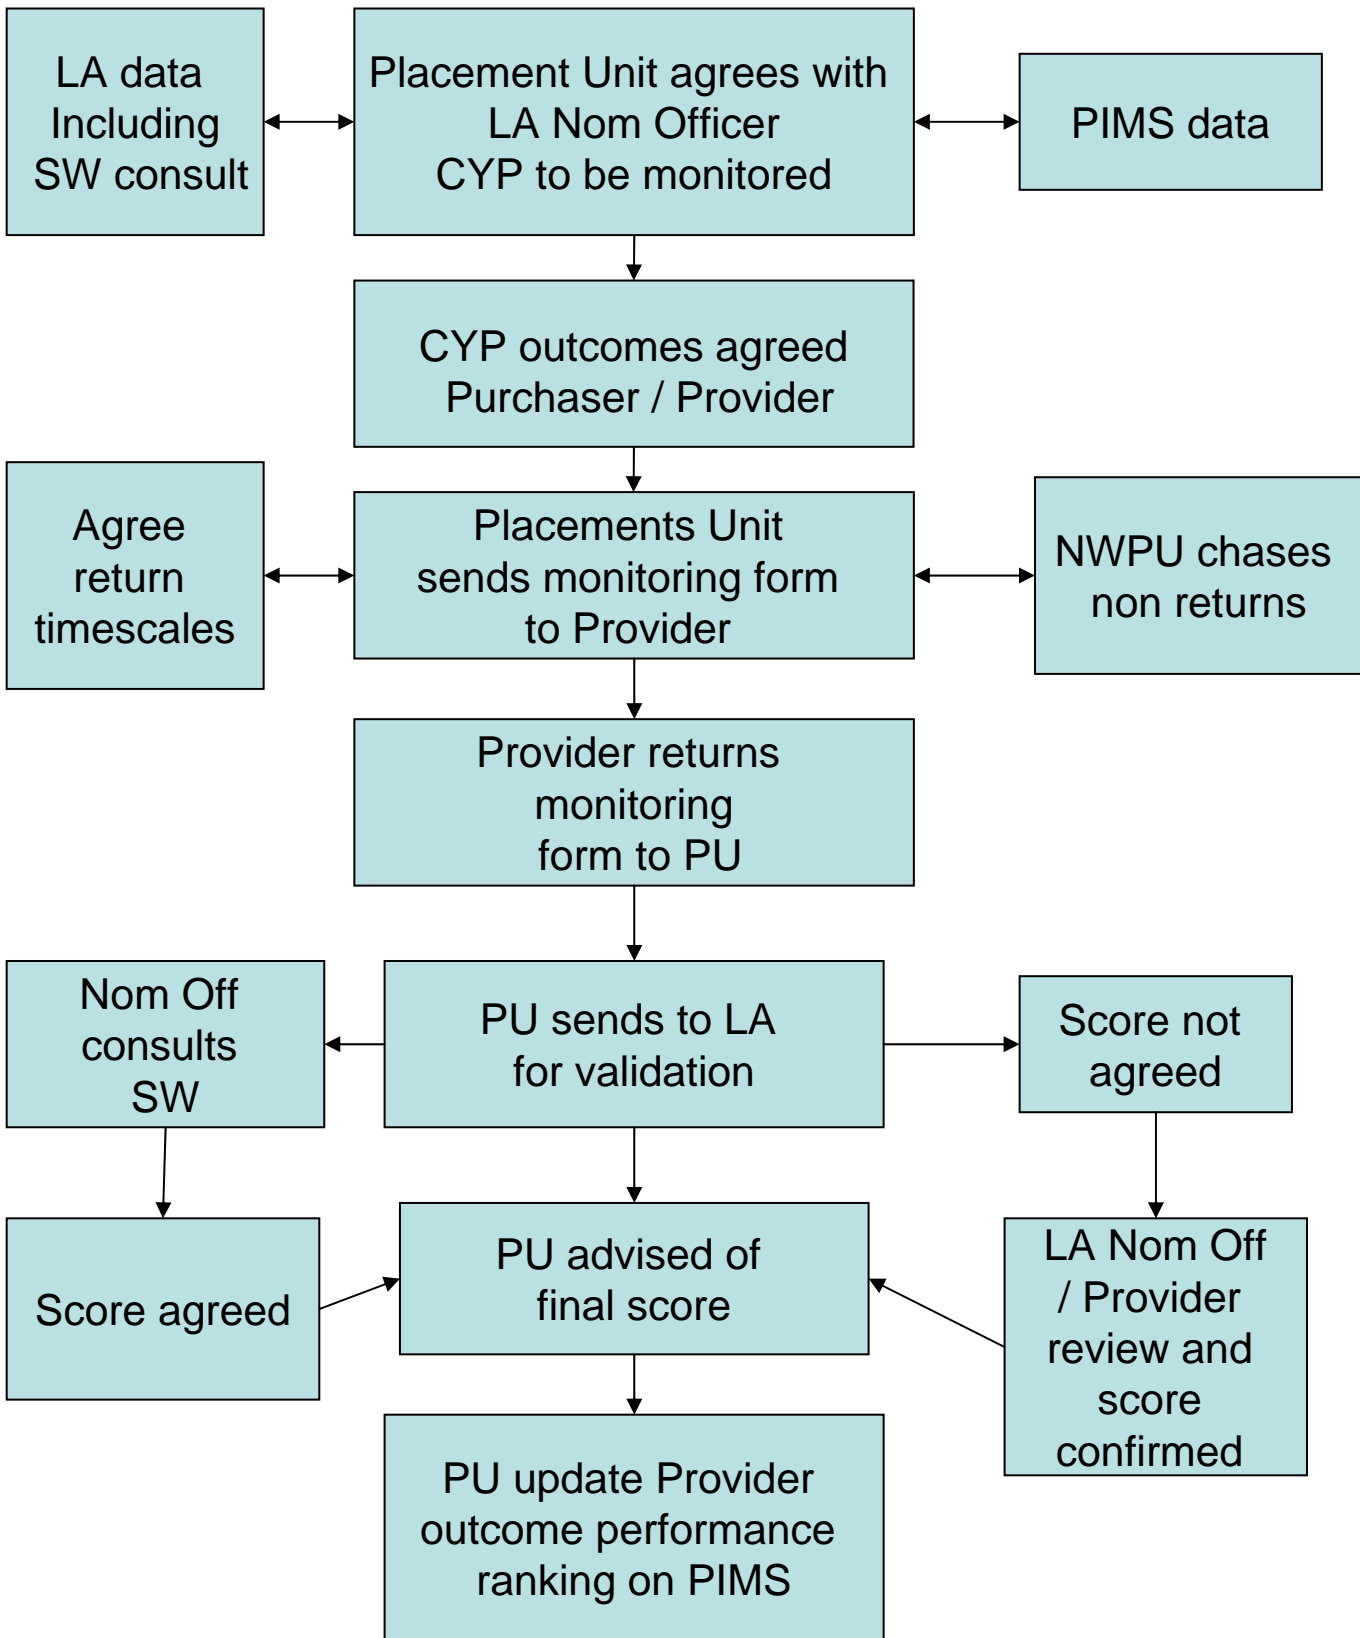 LA data
Including
SW consult
Placement Unit agrees with
LA Nom Officer
CYP to be monitored
PIMS data
CYP outcomes agreed
Purchaser / Provider
Agree
return
timescales
Placements Unit
sends monitoring form
to Provider
NWPU chases
non returns
Provider returns
monitoring
form to PU
Nom Off
consults
SW
PU sends to LA
for validation
Score not
agreed
Score agreed
PU advised of
final score
LA Nom Off
/ Provider
review and
score
confirmed
PU update Provider
outcome performance
ranking on PIMS